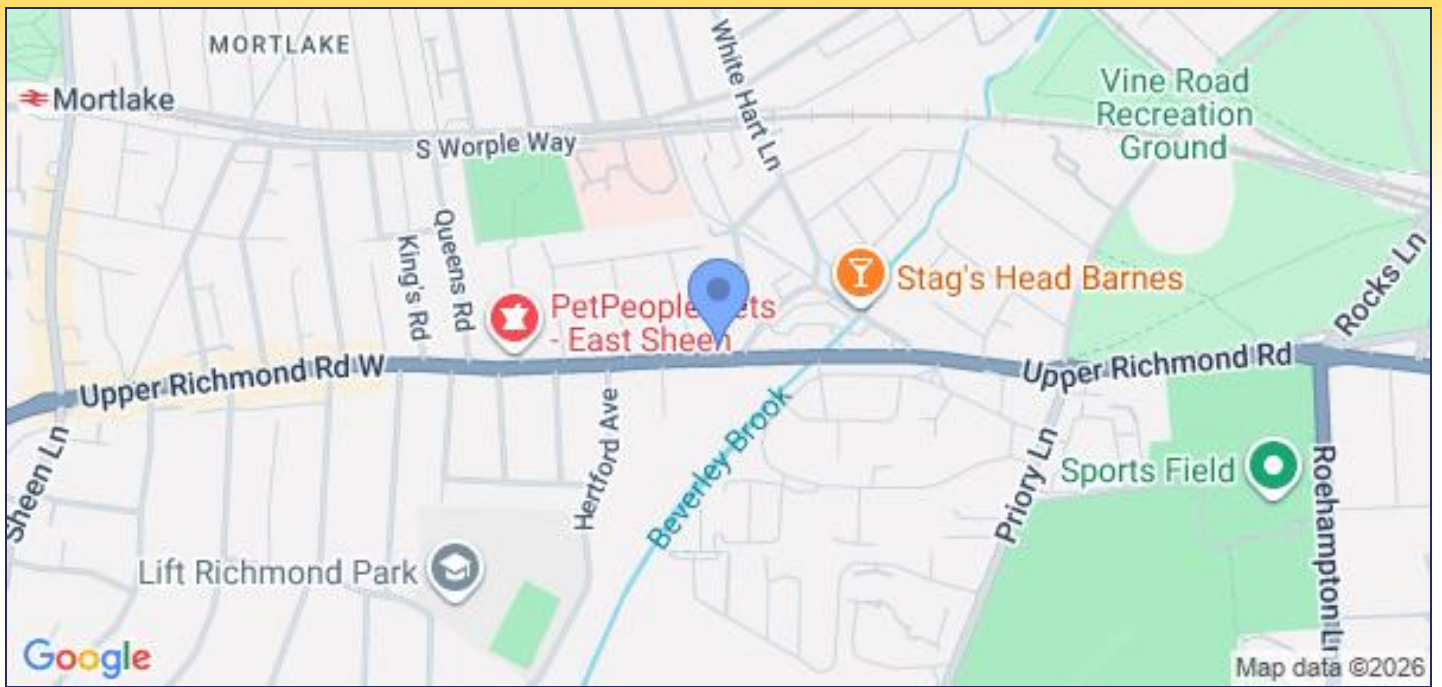 MORTLAKE
Mortlake
S Worple Way
White Hart Ln
Vine Road
Recreation
Ground
King's Rd
Queens Rd
PetPeople Vets
- East Sheen
Stag's Head Barnes
Rocks Ln
Upper Richmond Rd W
Upper Richmond Rd
Sheen Ln
Hertford Ave
Beverley Brook
Priory Ln
Sports Field
Roehampton Ln
Lift Richmond Park
Google
Map data ©2026